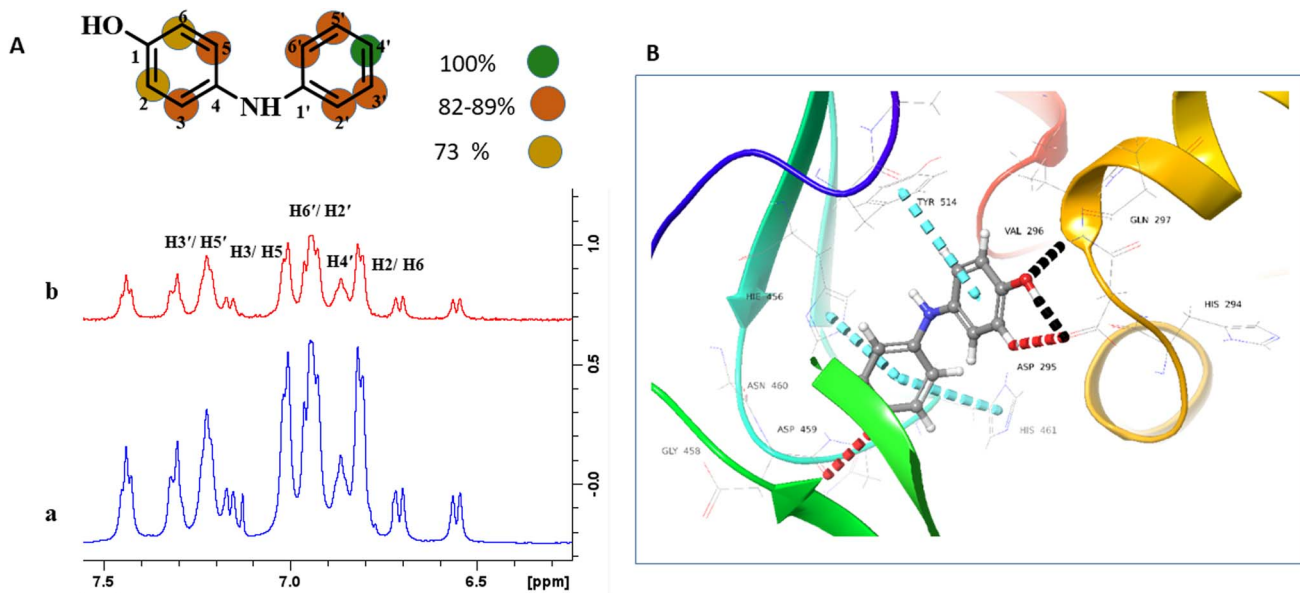 A
HO
1
2
3
4
5
6
NH
1'
2'
3'
4'
5'
6'
100%
82-89%
73 %
b
H3'/ H5'
H3/ H5
H6'/ H2'
H4'
H2/ H6
a
1.0
0.5
-0.0
7.5
7.0
6.5
[ppm]
B
TYR 514
VAL 296
GLN 297
HIE 456
HIS 294
ASP 295
ASN 460
ASP 459
HIS 461
GLY 458